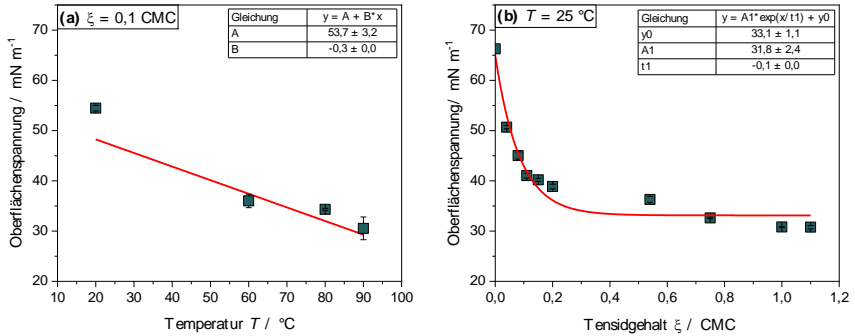 (a) ξ = 0,1 CMC
Gleichung y = A + B*x
A 53,7 ± 3,2
B -0,3 ± 0,0
Oberflächenspannung / mN m⁻¹
70
60
50
40
30
20
10 20 30 40 50 60 70 80 90 100
Temperatur T / °C
(b) T = 25 °C
Gleichung y = A1*exp(x/t1) + y0
y0 33,1 ± 1,1
A1 31,8 ± 2,4
t1 -0,1 ± 0,0
Oberflächenspannung/ mN m⁻¹
70
60
50
40
30
20
0,0 0,2 0,4 0,6 0,8 1,0 1,2
Tensidgehalt ξ / CMC